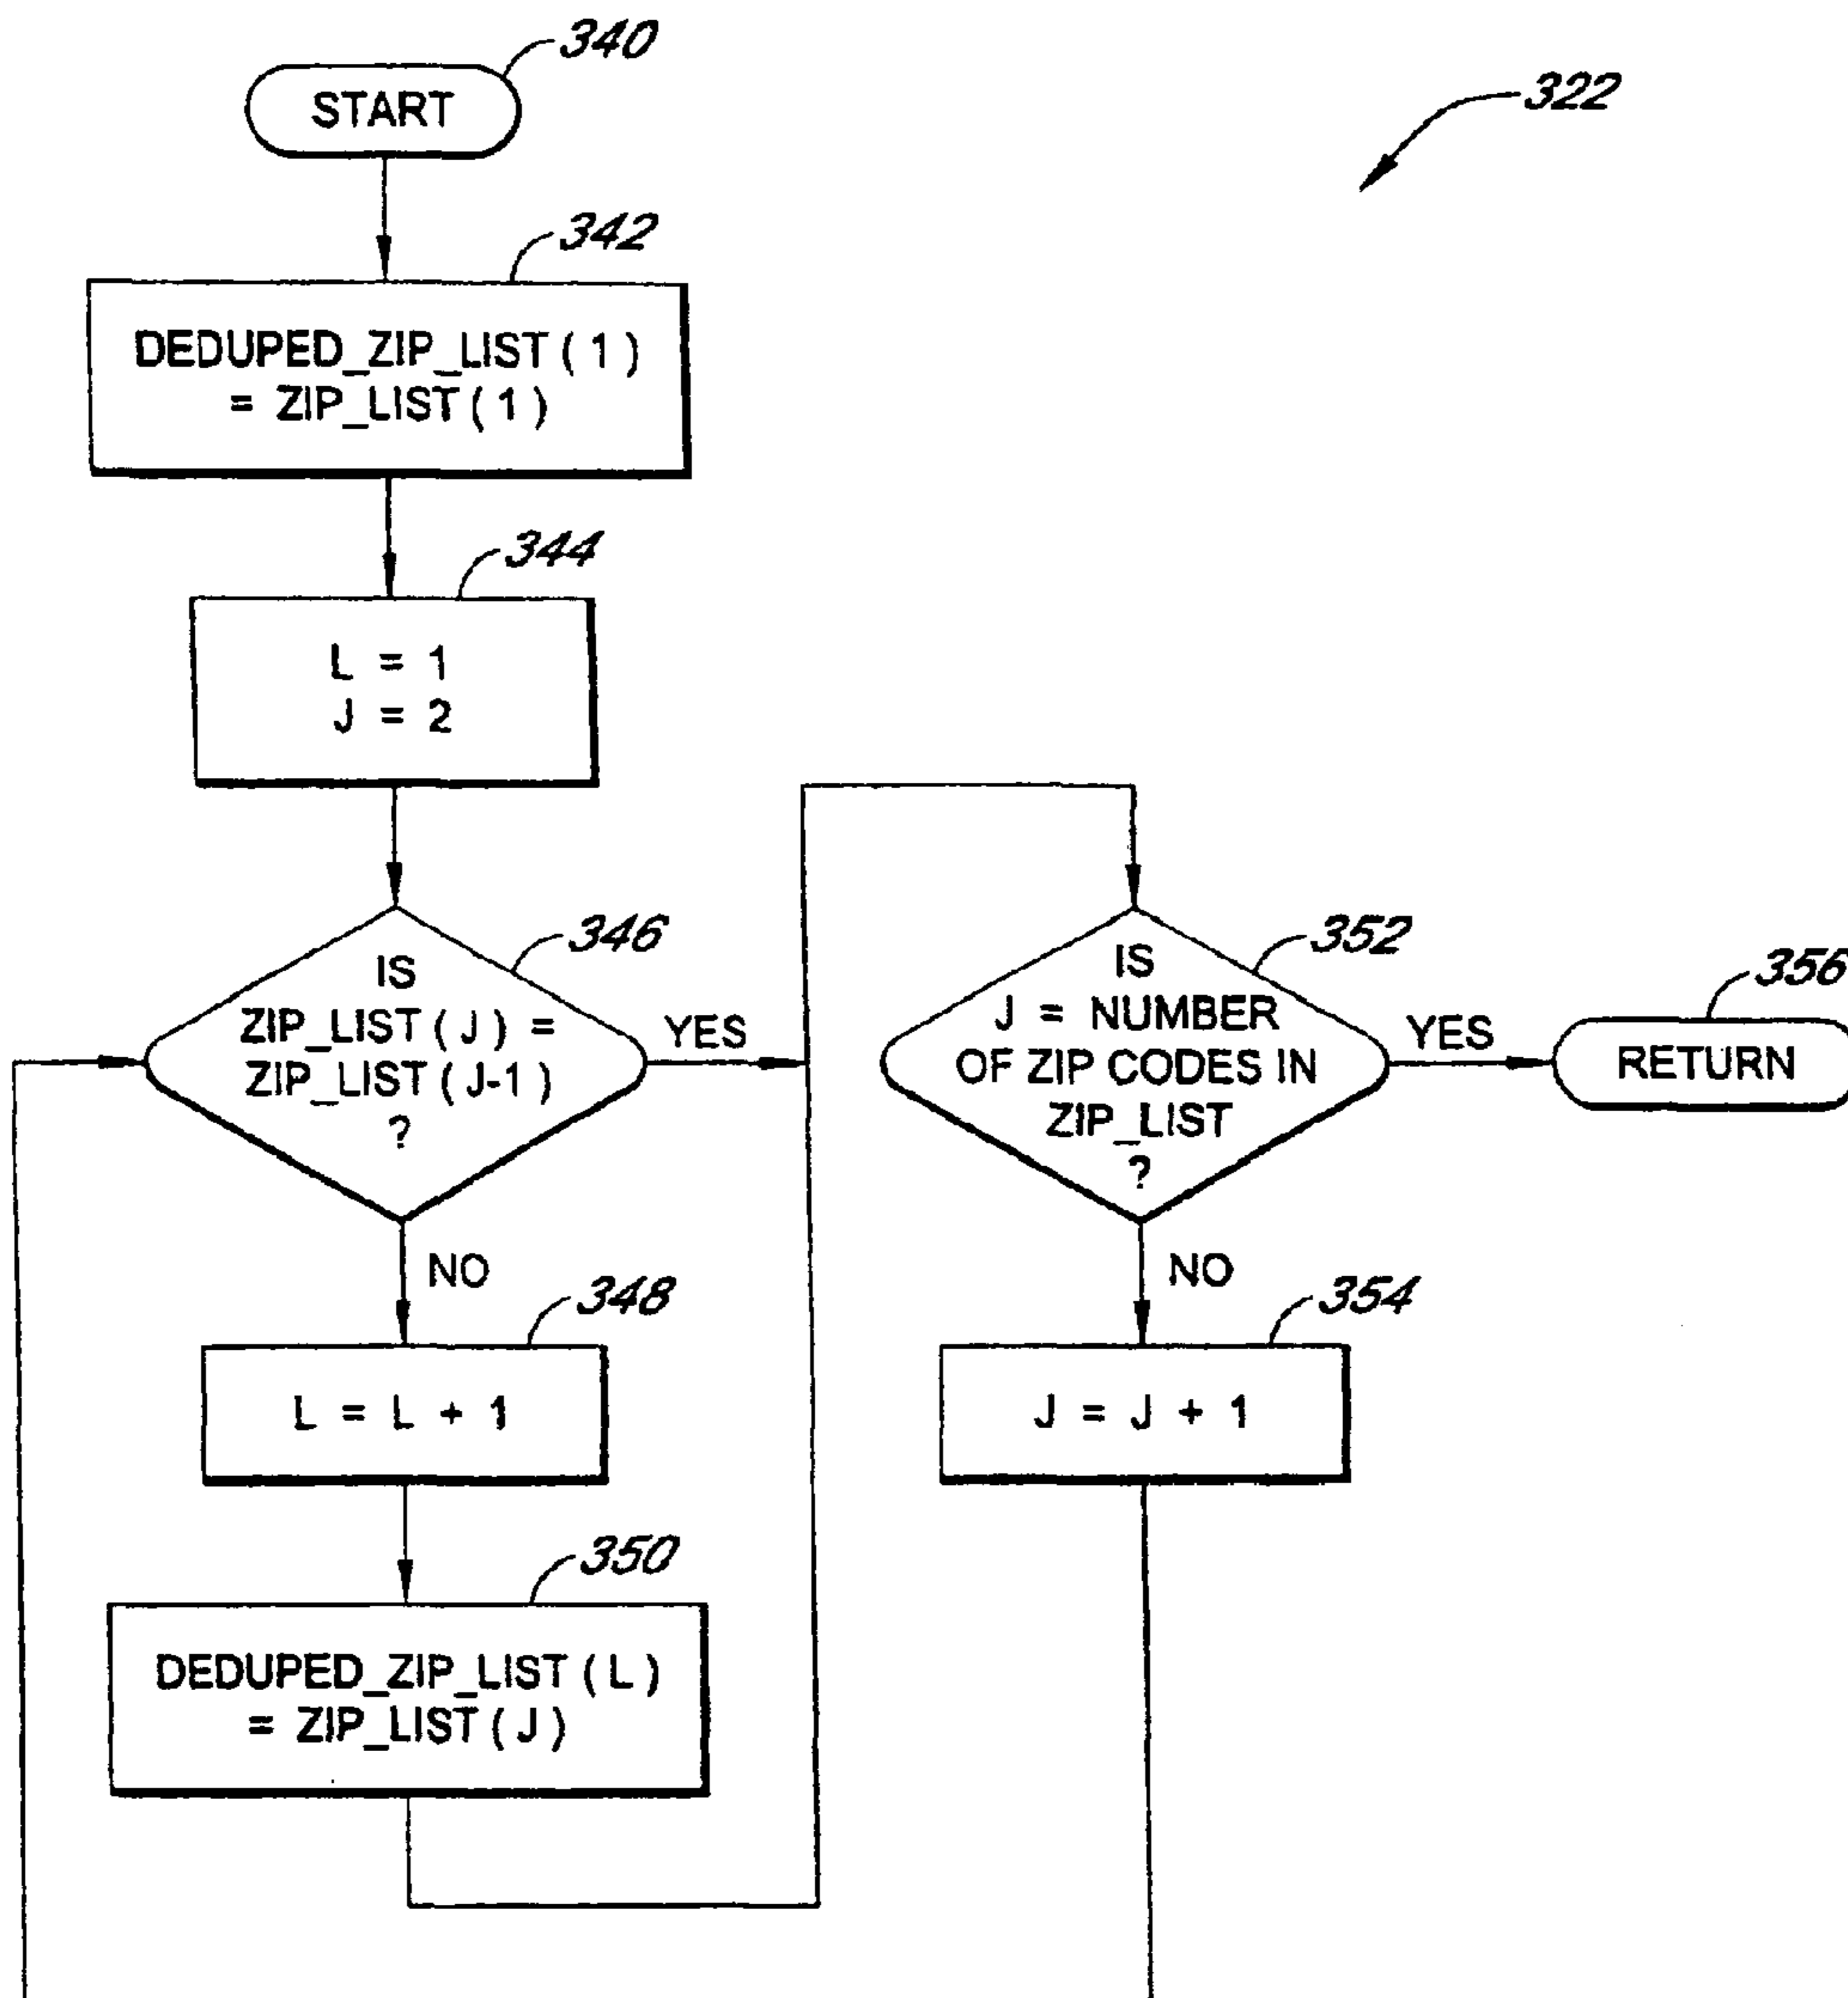 340
START
322
342
DEDUPED_ZIP_LIST ( 1 )
= ZIP_LIST ( 1 )
344
L = 1
J = 2
346
IS
ZIP_LIST ( J ) =
ZIP_LIST ( J-1 )
?
YES
NO
348
L = L + 1
350
DEDUPED_ZIP_LIST ( L )
= ZIP_LIST ( J )
352
IS
J = NUMBER
OF ZIP CODES IN
ZIP_LIST
?
YES
356
RETURN
NO
354
J = J + 1